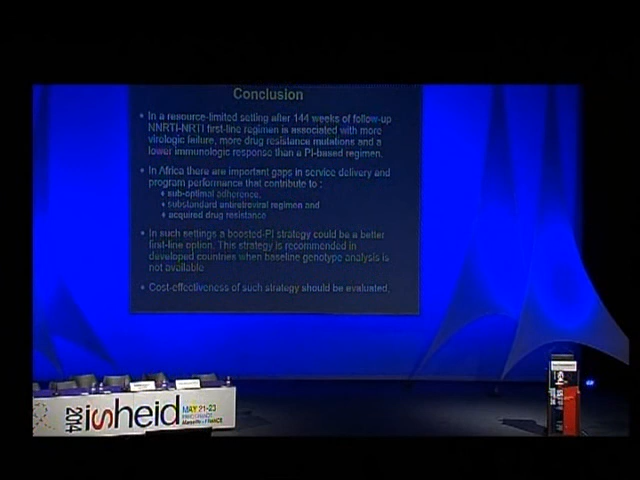 Conclusion
• In a resource-limited setting after 144 weeks of follow-up
NNRTI-NRTI first-line regimen is associated with more
virologic failure, more drug resistance mutations and a
lower immunologic response than a PI-based regimen.
• In Africa there are important gaps in service delivery and
program performance that contribute to :
♦ sub-optimal adherence,
♦ substandard antiretroviral regimen and
♦ acquired drug resistance
• In such settings a boosted-PI strategy could be a better
first-line option. This strategy is recommended in
developed countries when baseline genotype analysis is
not available
• Cost-effectiveness of such strategy should be evaluated.
2014
isheid
MAY 21-23
Marseille - FRANCE